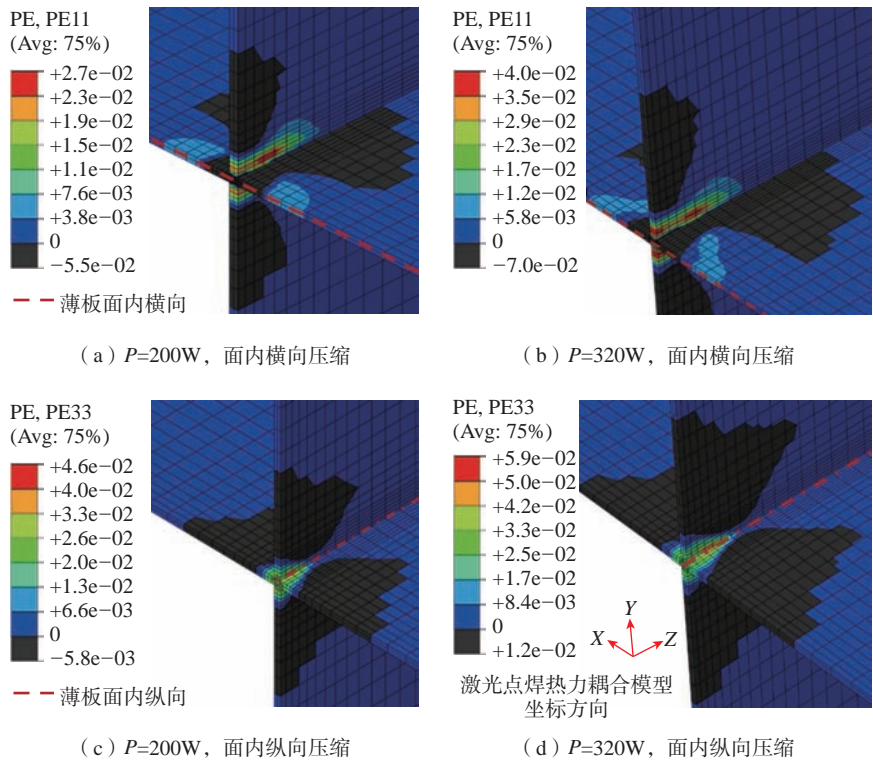 PE, PE11
(Avg: 75%)
+2.7e−02
+2.3e−02
+1.9e−02
+1.5e−02
+1.1e−02
+7.6e−03
+3.8e−03
0
−5.5e−02
薄板面内横向
（a）P=200W，面内横向压缩
PE, PE11
(Avg: 75%)
+4.0e−02
+3.5e−02
+2.9e−02
+2.3e−02
+1.7e−02
+1.2e−02
+5.8e−03
0
−7.0e−02
（b）P=320W，面内横向压缩
PE, PE33
(Avg: 75%)
+4.6e−02
+4.0e−02
+3.3e−02
+2.6e−02
+2.0e−02
+1.3e−02
+6.6e−03
0
−5.8e−03
薄板面内纵向
（c）P=200W，面内纵向压缩
PE, PE33
(Avg: 75%)
+5.9e−02
+5.0e−02
+4.2e−02
+3.3e−02
+2.5e−02
+1.7e−02
+8.4e−03
0
+1.2e−02
Y
X
Z
激光点焊热力耦合模型
坐标方向
（d）P=320W，面内纵向压缩